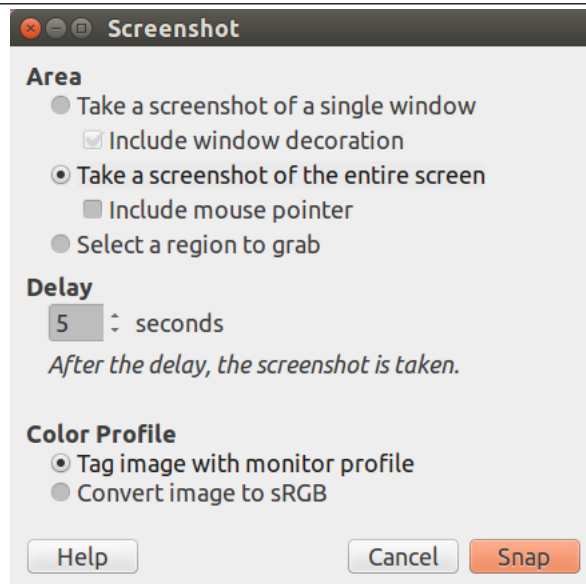 Screenshot
Area
Take a screenshot of a single window
Include window decoration
Take a screenshot of the entire screen
Include mouse pointer
Select a region to grab
Delay
5 seconds
After the delay, the screenshot is taken.
Color Profile
Tag image with monitor profile
Convert image to sRGB
Help Cancel Snap